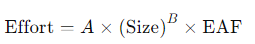 Effort = A × (Size)^B × EAF